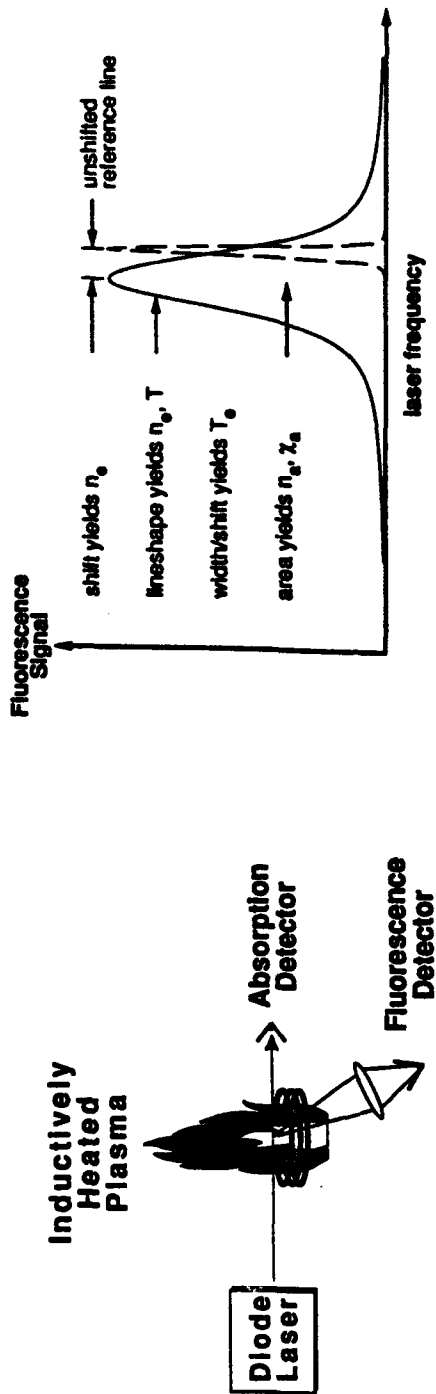 Inductively
Heated
Plasma
Diode
Laser
Absorption
Detector
Fluorescence
Detector
Fluorescence
Signal
shift yields nₑ
lineshape yields nₑ, T
width/shift yields Tₑ
area yields nₐ, χₐ
unshifted
reference line
laser frequency